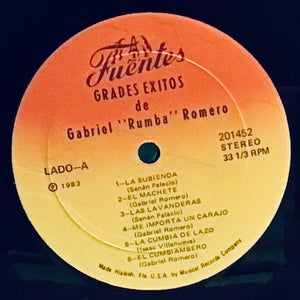 Fuentes
GRADES EXITOS
de
Gabriel "Rumba" Romero
201452
LADO-A
STEREO
℗ 1983
33 1/3 RPM
1-LA SUBIENDA
(Senén Palacio)
2-EL MACHETE
(Gabriel Romero)
3-LAS LAVANDERAS
(Senén Palacio)
4-ME IMPORTA UN CARAJO
(Gabriel Romero)
5-LA CUMBIA DE LAZO
(Isaac Villanueva)
6-EL CUMBIAMBERO
(Gabriel Romero)
Made Hialeah, Fla. U.S.A. by Musical Records Company